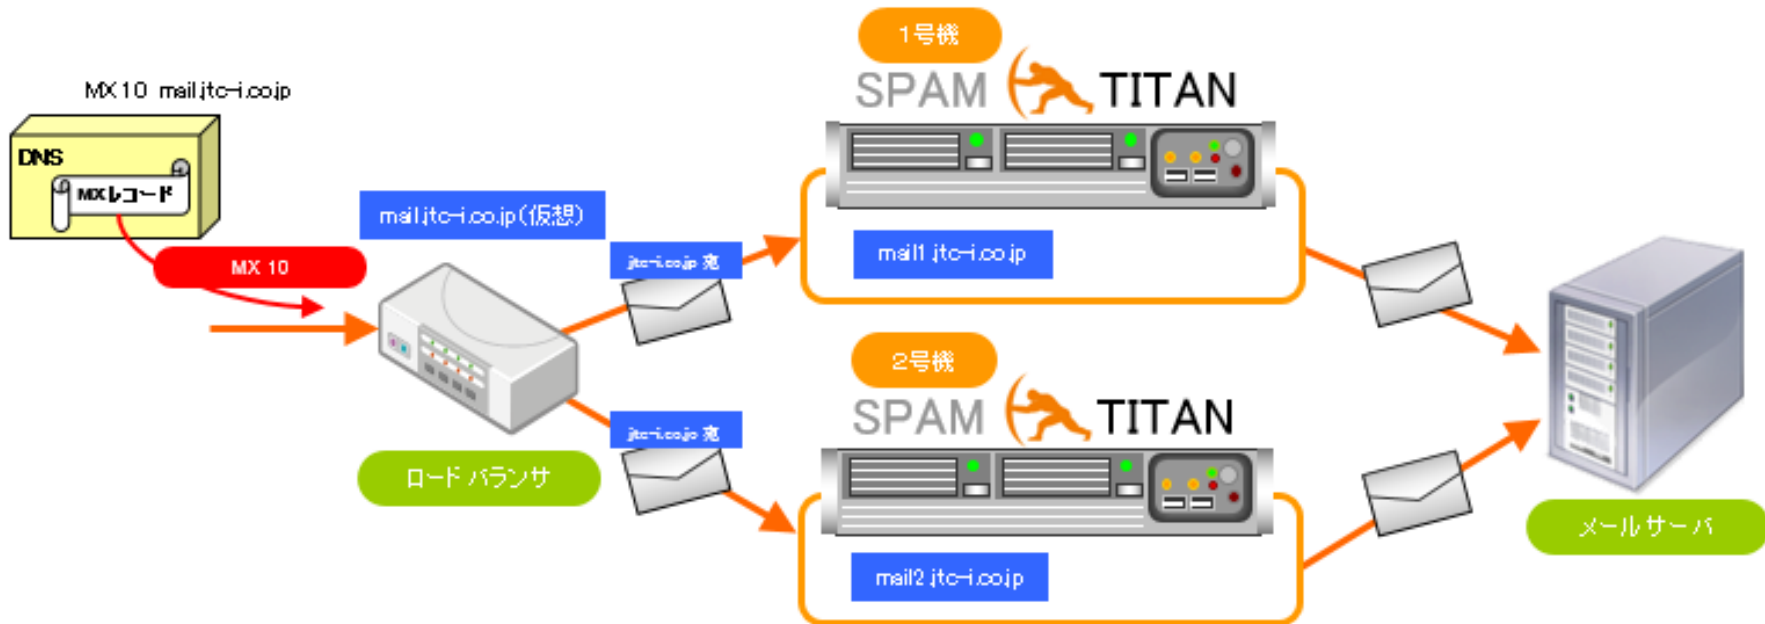 MX 10 mail.jtc-i.co.jp
DNS
MXレコード
MX 10
mail.jtc-i.co.jp(仮想)
ロードバランサ
jtc-i.co.jp 宛
jtc-i.co.jp 宛
1号機
SPAM TITAN
mail1.jtc-i.co.jp
2号機
SPAM TITAN
mail2.jtc-i.co.jp
メールサーバ